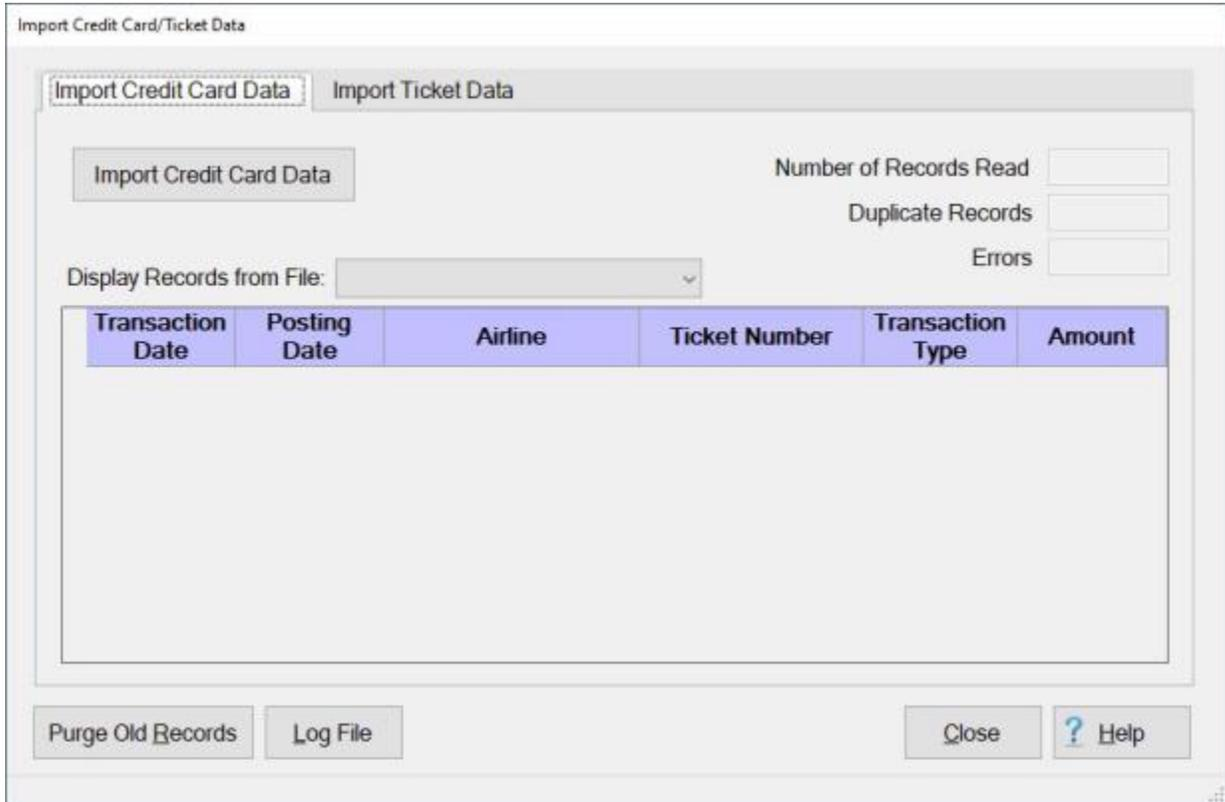 Import Credit Card/Ticket Data
Import Credit Card Data Import Ticket Data
Import Credit Card Data
Number of Records Read
Duplicate Records
Errors
Display Records from File:
Transaction Date Posting Date Airline Ticket Number Transaction Type Amount
Purge Old Records Log File Close ? Help